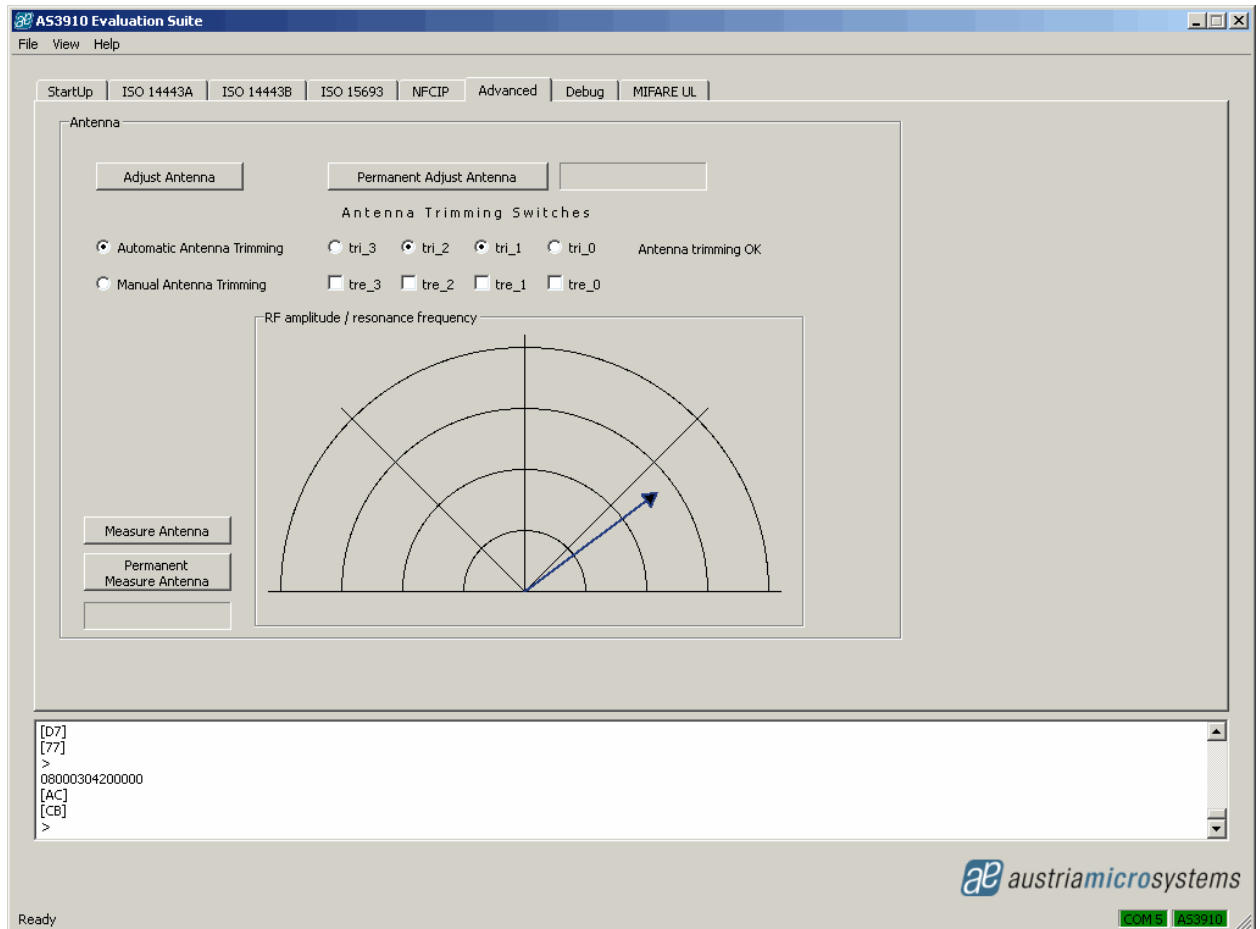 AS3910 Evaluation Suite
File View Help
StartUp ISO 14443A ISO 14443B ISO 15693 NFCIP Advanced Debug MIFARE UL
Antenna
Adjust Antenna Permanent Adjust Antenna
Antenna Trimming Switches
Automatic Antenna Trimming tri_3 tri_2 tri_1 tri_0 Antenna trimming OK
Manual Antenna Trimming tre_3 tre_2 tre_1 tre_0
RF amplitude / resonance frequency
Measure Antenna
Permanent
Measure Antenna
[D7]
[77]
>
08000304200000
[AC]
[CB]
>
austriamicrosystems
Ready COM 5 AS3910